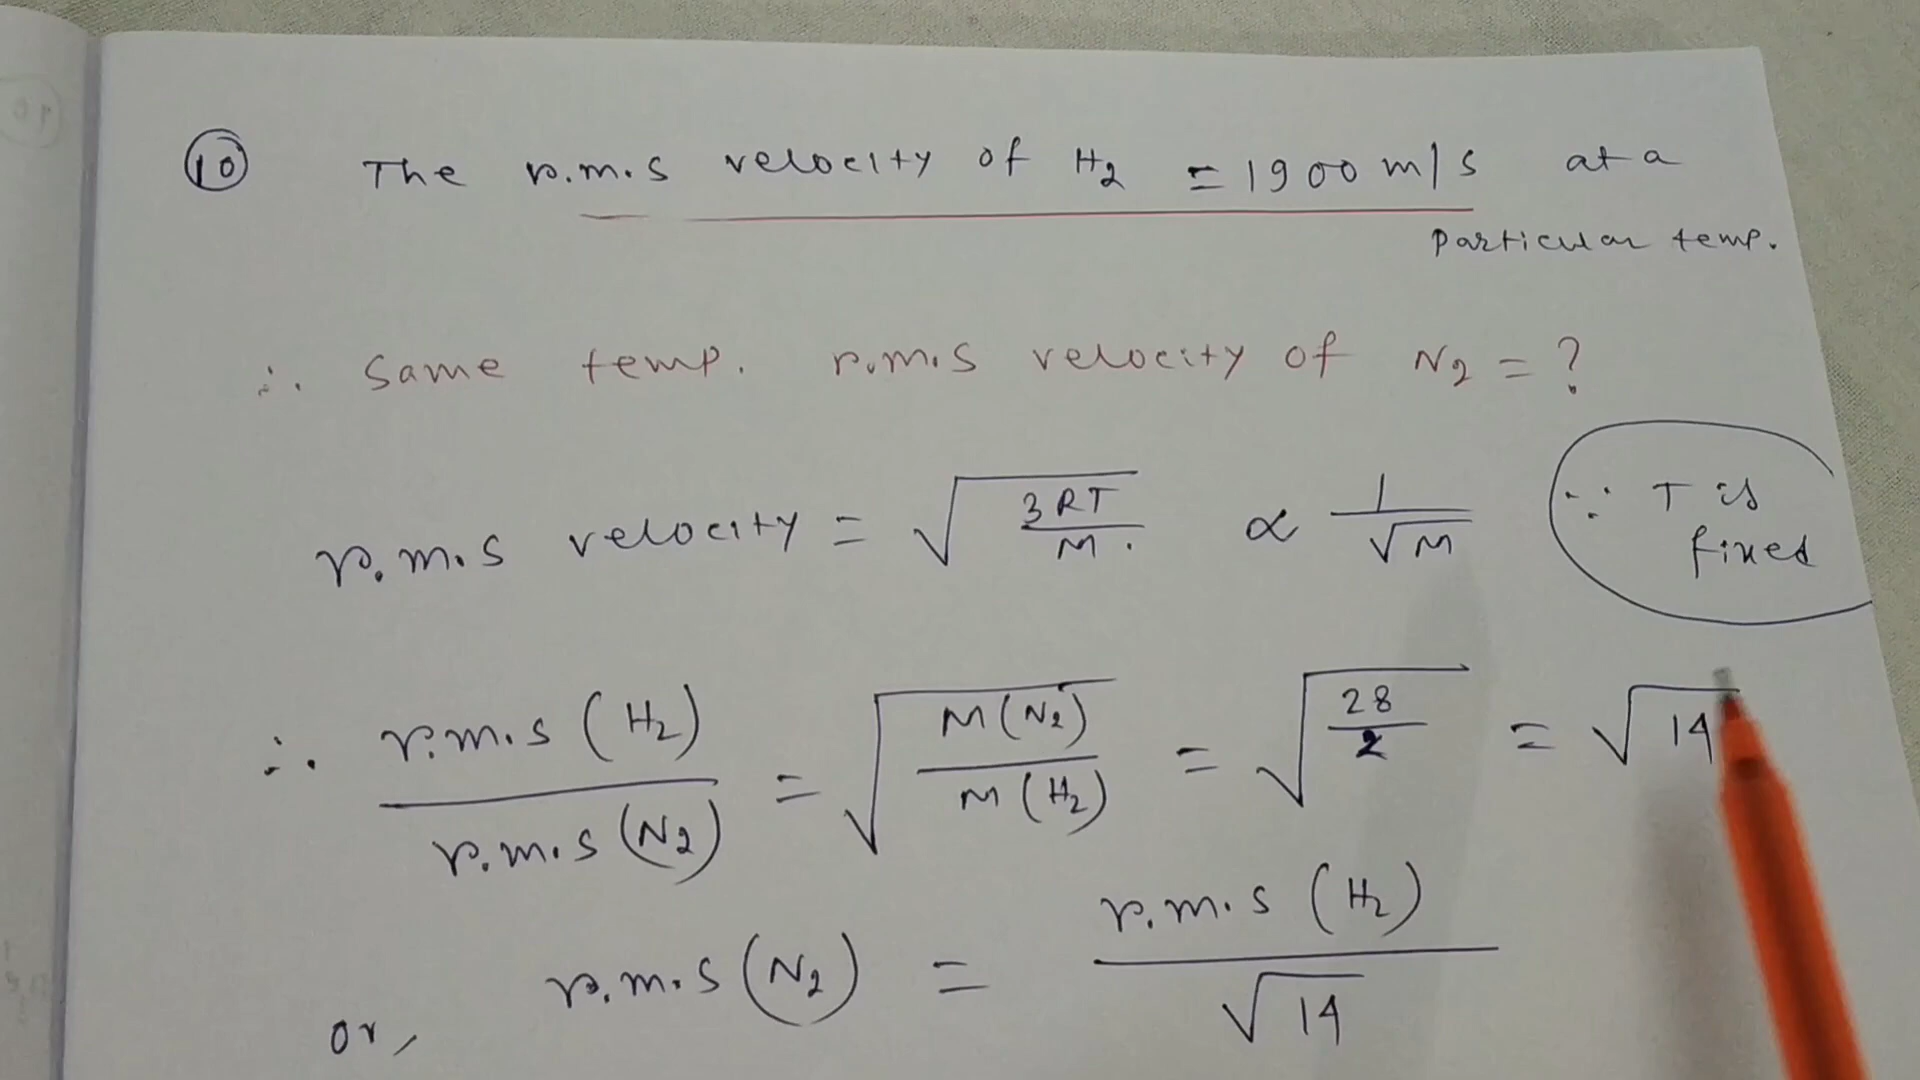 10 The r.m.s velocity of H₂ = 1900 m/s at a
particular temp.
∴ Same temp. r.m.s velocity of N₂ = ?
r.m.s velocity = √(3RT/M.) ∝ 1/√M ∵ T is fixed
∴ r.m.s (H₂) / r.m.s (N₂) = √(M(N₂)/M(H₂)) = √(28/2) = √14
or, r.m.s (N₂) = r.m.s (H₂) / √14